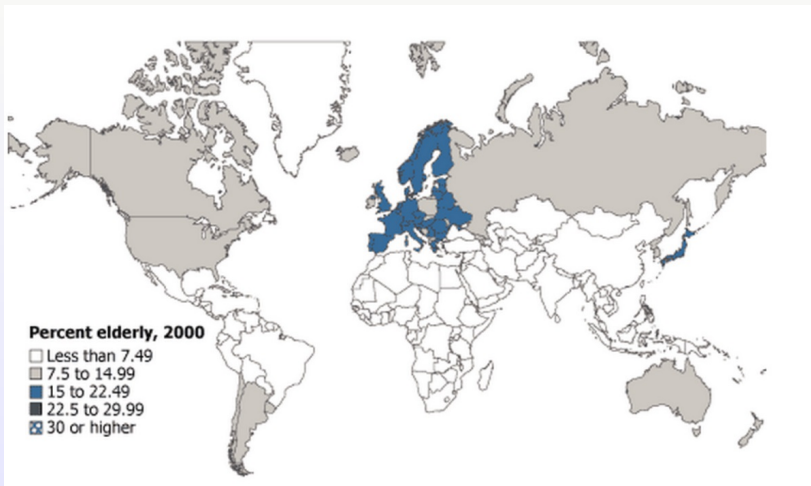 Percent elderly, 2000
Less than 7.49
7.5 to 14.99
15 to 22.49
22.5 to 29.99
30 or higher